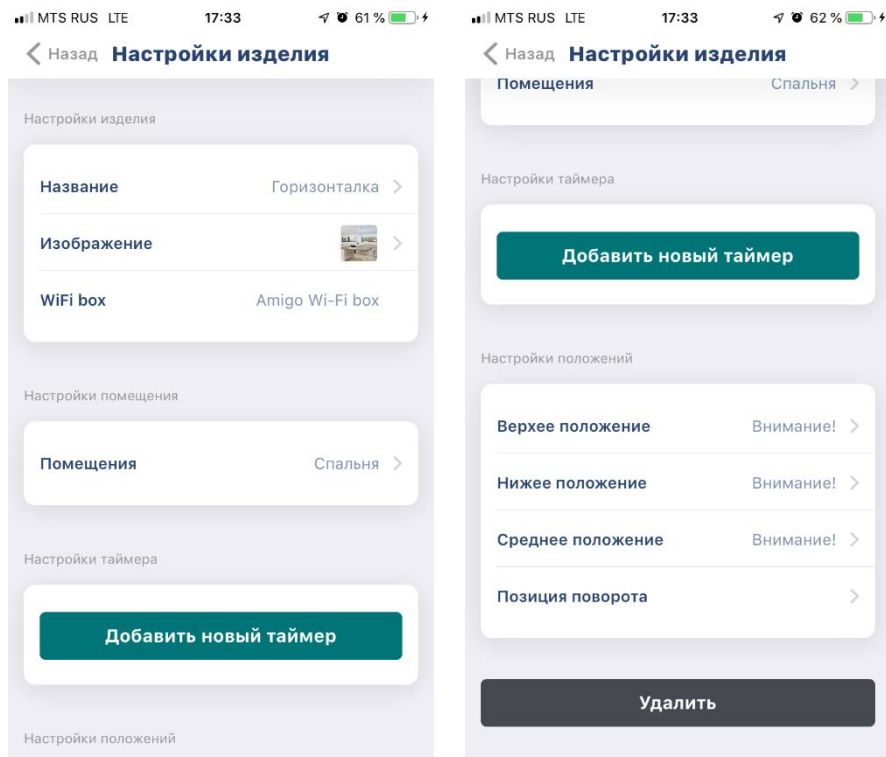 MTS RUS LTE 17:33 61 %
Назад Настройки изделия
Настройки изделия
Название Горизонталка
Изображение
WiFi box Amigo Wi-Fi box
Настройки помещения
Помещения Спальня
Настройки таймера
Добавить новый таймер
Настройки положений
MTS RUS LTE 17:33 62 %
Назад Настройки изделия
Помещения Спальня
Настройки таймера
Добавить новый таймер
Настройки положений
Верхее положение Внимание!
Нижее положение Внимание!
Среднее положение Внимание!
Позиция поворота
Удалить